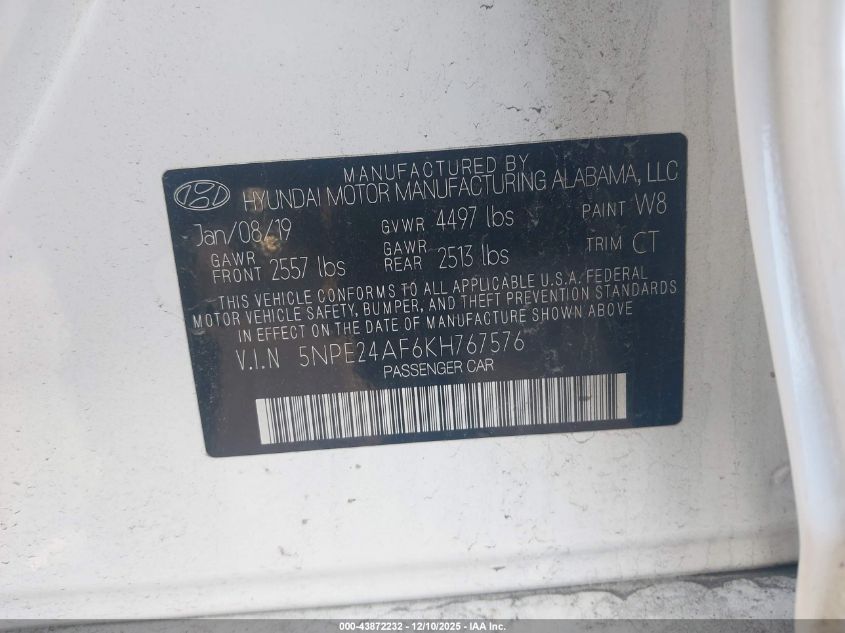 MANUFACTURED BY
HYUNDAI MOTOR MANUFACTURING ALABAMA, LLC
Jan/08/19 GVWR 4497 lbs PAINT W8
GAWR FRONT 2557 lbs GAWR REAR 2513 lbs TRIM CT
THIS VEHICLE CONFORMS TO ALL APPLICABLE U.S.A. FEDERAL
MOTOR VEHICLE SAFETY, BUMPER, AND THEFT PREVENTION STANDARDS
IN EFFECT ON THE DATE OF MANUFACTURE SHOWN ABOVE
V.I.N 5NPE24AF6KH767576
PASSENGER CAR
000-43872232 - 12/10/2025 - IAA Inc.